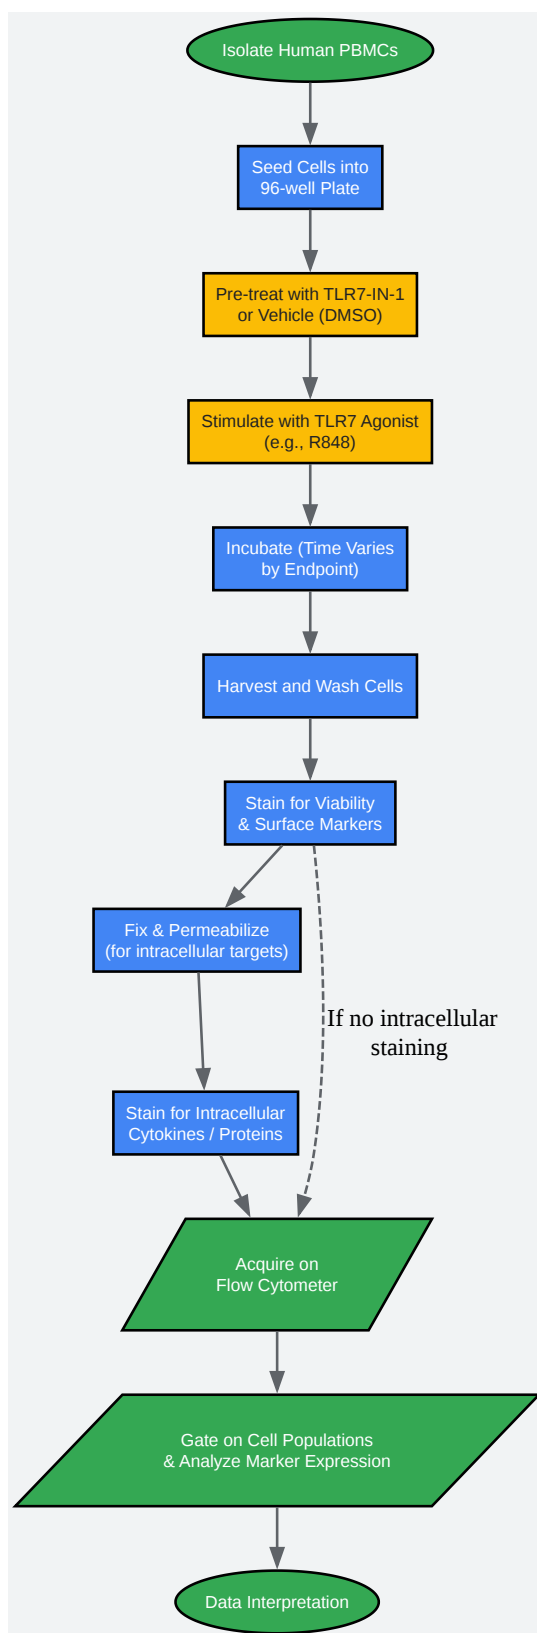 Isolate Human PBMCs
Seed Cells into
96-well Plate
Pre-treat with TLR7-IN-1
or Vehicle (DMSO)
Stimulate with TLR7 Agonist
(e.g., R848)
Incubate (Time Varies
by Endpoint)
Harvest and Wash Cells
Stain for Viability
& Surface Markers
Fix & Permeabilize
(for intracellular targets)
If no intracellular
staining
Stain for Intracellular
Cytokines / Proteins
Acquire on
Flow Cytometer
Gate on Cell Populations
& Analyze Marker Expression
Data Interpretation